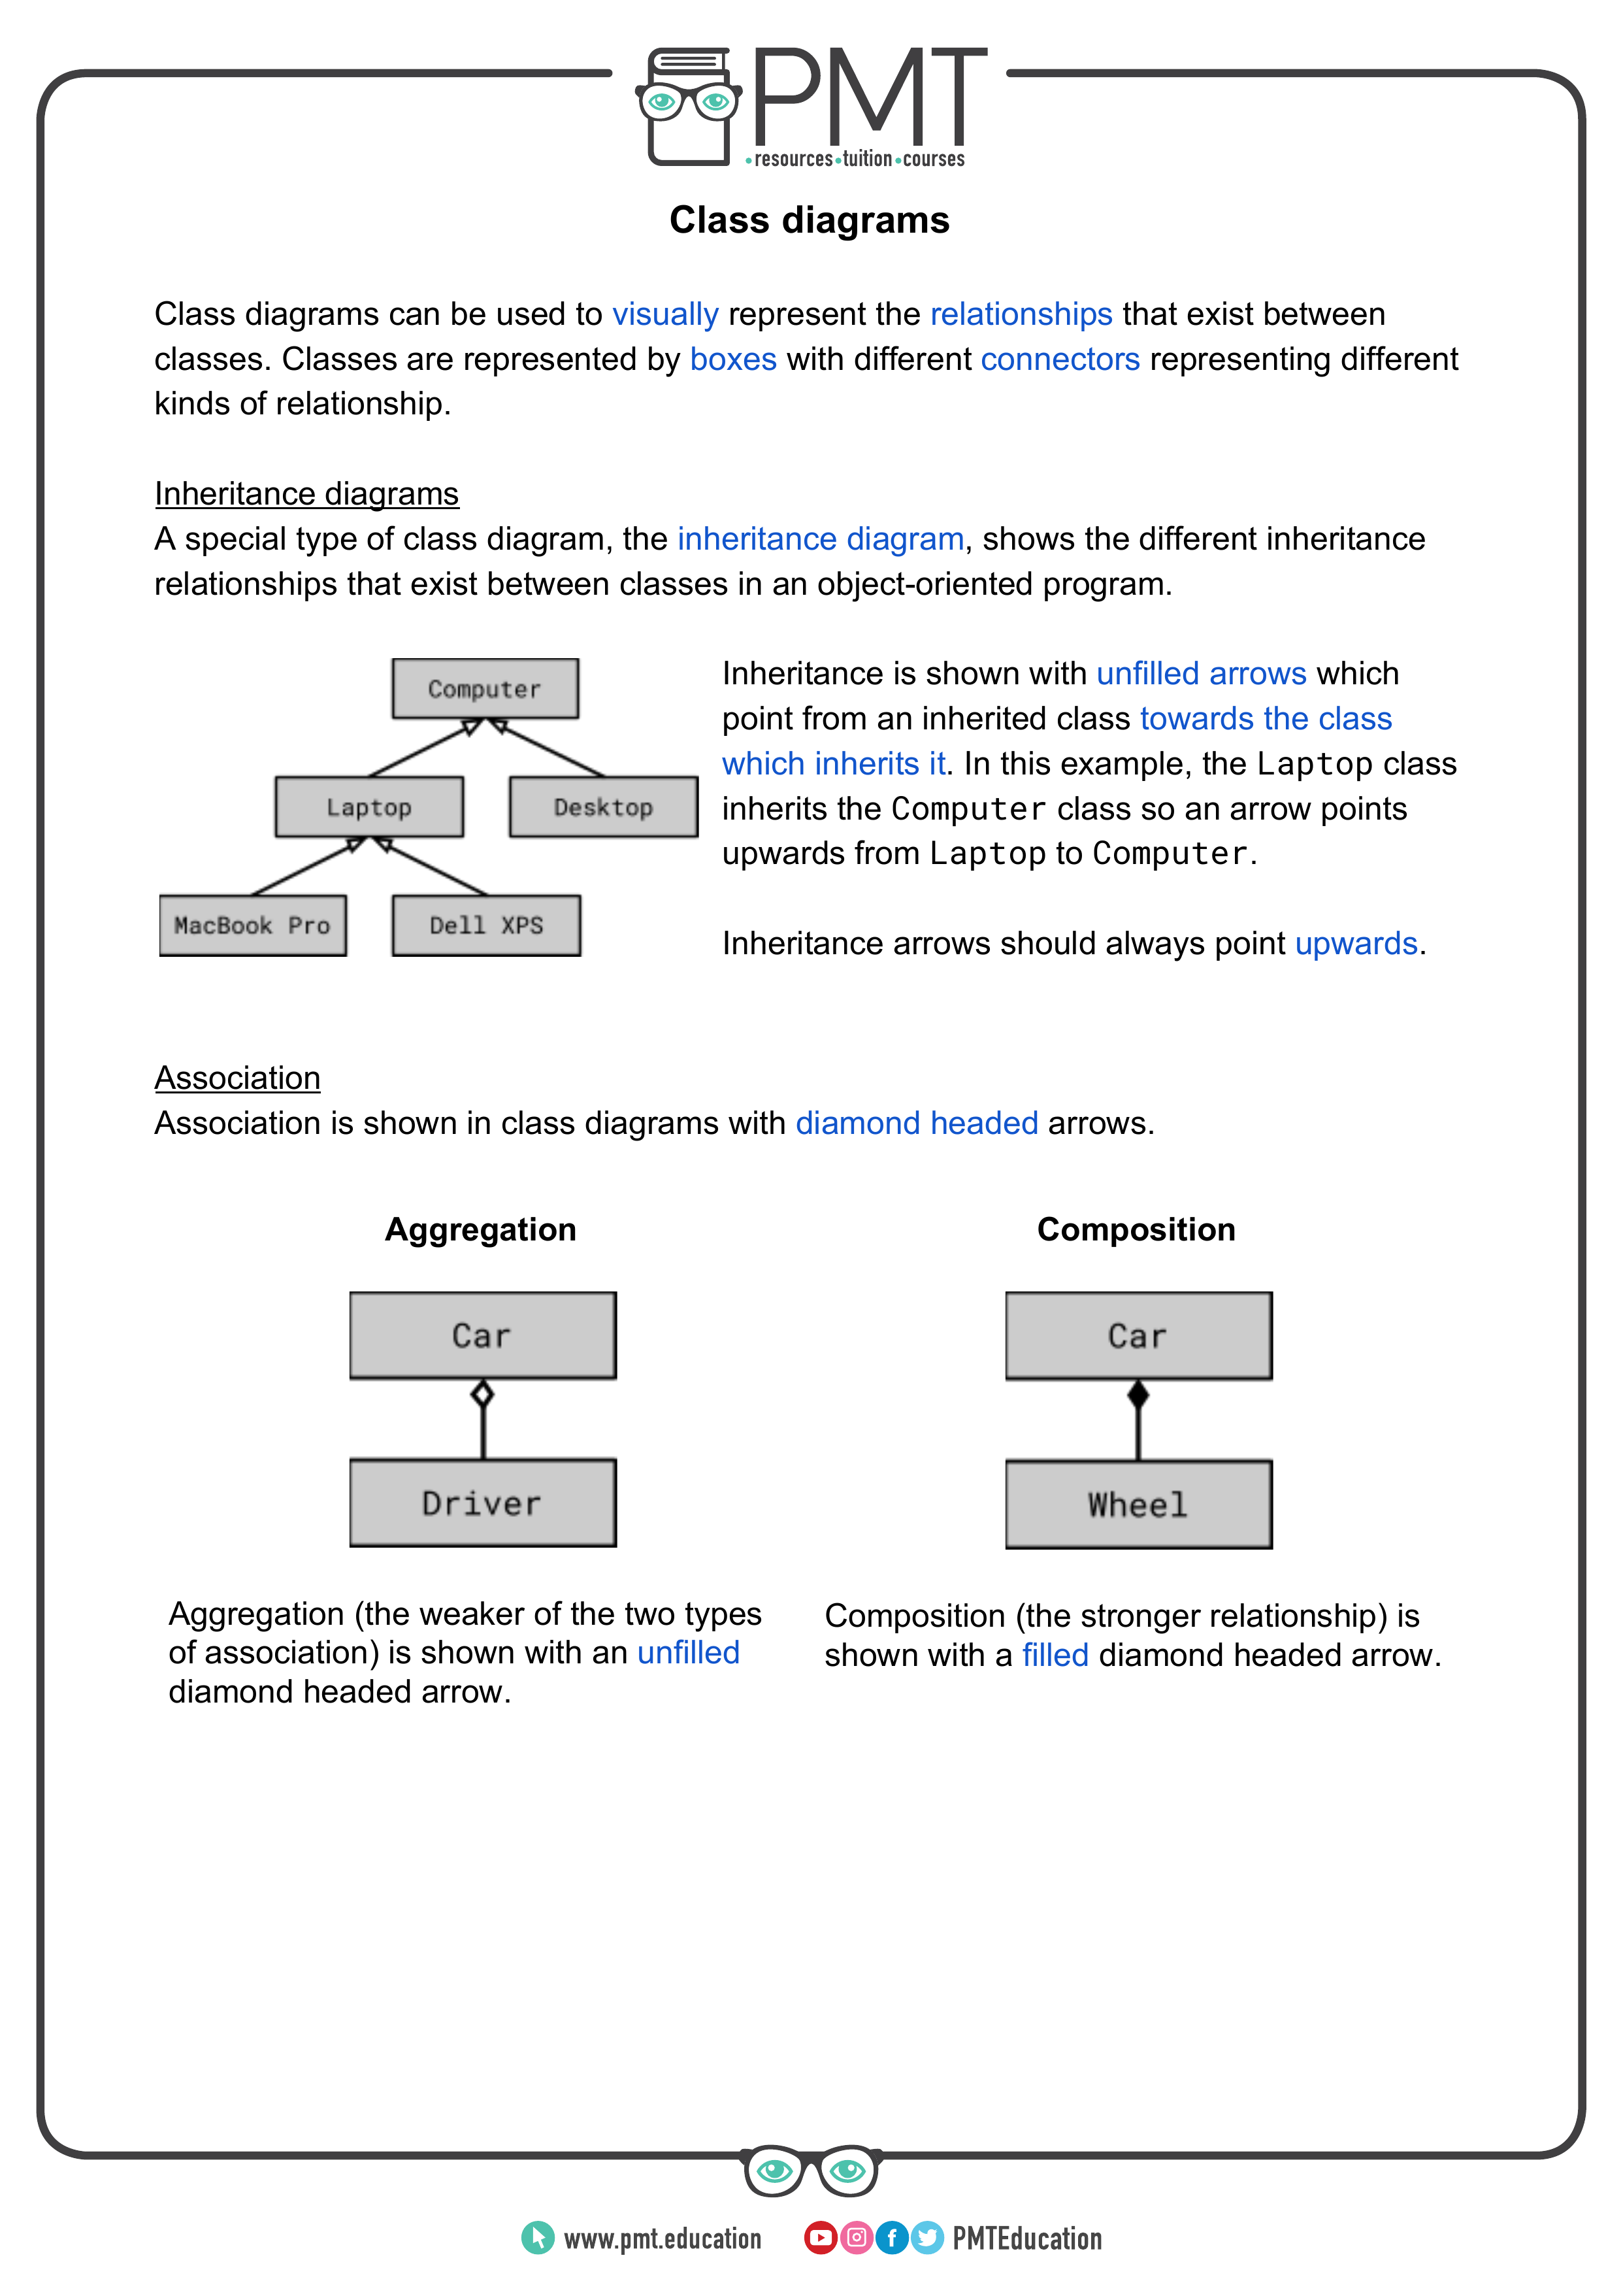 PMT
resources tuition courses
Class diagrams
Class diagrams can be used to visually represent the relationships that exist between
classes. Classes are represented by boxes with different connectors representing different
kinds of relationship.
Inheritance diagrams
A special type of class diagram, the inheritance diagram, shows the different inheritance
relationships that exist between classes in an object-oriented program.
Computer
Laptop
Desktop
MacBook Pro
Dell XPS
Inheritance is shown with unfilled arrows which
point from an inherited class towards the class
which inherits it. In this example, the Laptop class
inherits the Computer class so an arrow points
upwards from Laptop to Computer.
Inheritance arrows should always point upwards.
Association
Association is shown in class diagrams with diamond headed arrows.
Aggregation
Car
Driver
Aggregation (the weaker of the two types
of association) is shown with an unfilled
diamond headed arrow.
Composition
Car
Wheel
Composition (the stronger relationship) is
shown with a filled diamond headed arrow.
www.pmt.education
PMTEducation